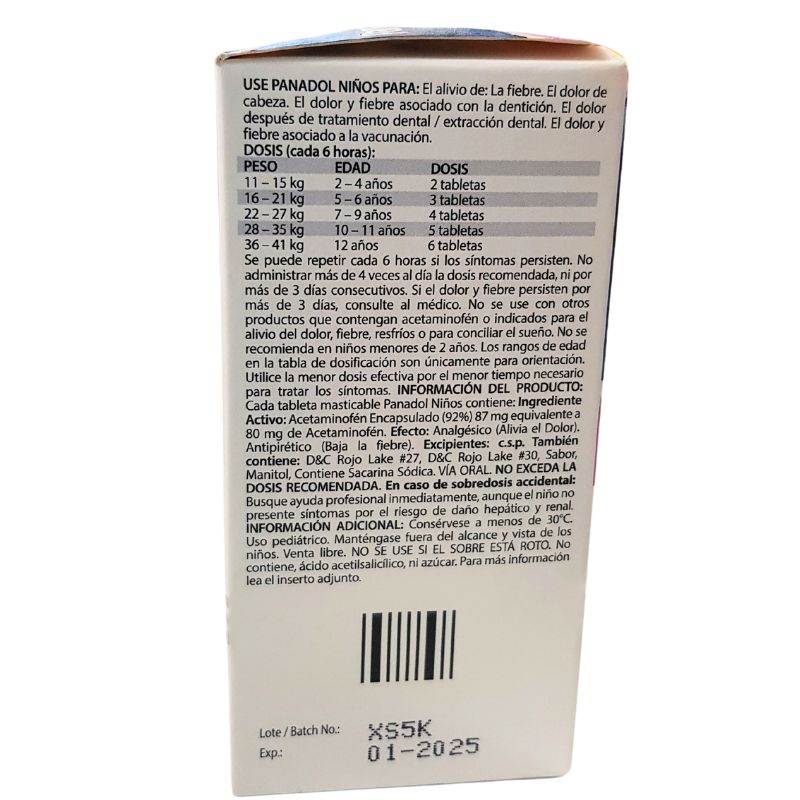 USE PANADOL NIÑOS PARA: El alivio de: La fiebre. El dolor de
cabeza. El dolor y fiebre asociado con la dentición. El dolor
después de tratamiento dental / extracción dental. El dolor y
fiebre asociado a la vacunación.
DOSIS (cada 6 horas):
PESO EDAD DOSIS
11 – 15 kg 2 – 4 años 2 tabletas
16 – 21 kg 5 – 6 años 3 tabletas
22 – 27 kg 7 – 9 años 4 tabletas
28 – 35 kg 10 – 11 años 5 tabletas
36 – 41 kg 12 años 6 tabletas
Se puede repetir cada 6 horas si los síntomas persisten. No
administrar más de 4 veces al día la dosis recomendada, ni por
más de 3 días consecutivos. Si el dolor y fiebre persisten por
más de 3 días, consulte al médico. No se use con otros
productos que contengan acetaminofén o indicados para el
alivio del dolor, fiebre, resfríos o para conciliar el sueño. No se
recomienda en niños menores de 2 años. Los rangos de edad
en la tabla de dosificación son únicamente para orientación.
Utilice la menor dosis efectiva por el menor tiempo necesario
para tratar los síntomas. INFORMACIÓN DEL PRODUCTO:
Cada tableta masticable Panadol Niños contiene: Ingrediente
Activo: Acetaminofén Encapsulado (92%) 87 mg equivalente a
80 mg de Acetaminofén. Efecto: Analgésico (Alivia el Dolor).
Antipirético (Baja la fiebre). Excipientes: c.s.p. También
contiene: D&C Rojo Lake #27, D&C Rojo Lake #30, Sabor,
Manitol, Contiene Sacarina Sódica. VÍA ORAL. NO EXCEDA LA
DOSIS RECOMENDADA. En caso de sobredosis accidental:
Busque ayuda profesional inmediatamente, aunque el niño no
presente síntomas por el riesgo de daño hepático y renal.
INFORMACIÓN ADICIONAL: Consérvese a menos de 30°C.
Uso pediátrico. Manténgase fuera del alcance y vista de los
niños. Venta libre. NO SE USE SI EL SOBRE ESTÁ ROTO. No
contiene, ácido acetilsalicílico, ni azúcar. Para más información
lea el inserto adjunto.
Lote / Batch No.: XS5K
Exp.: 01-2025